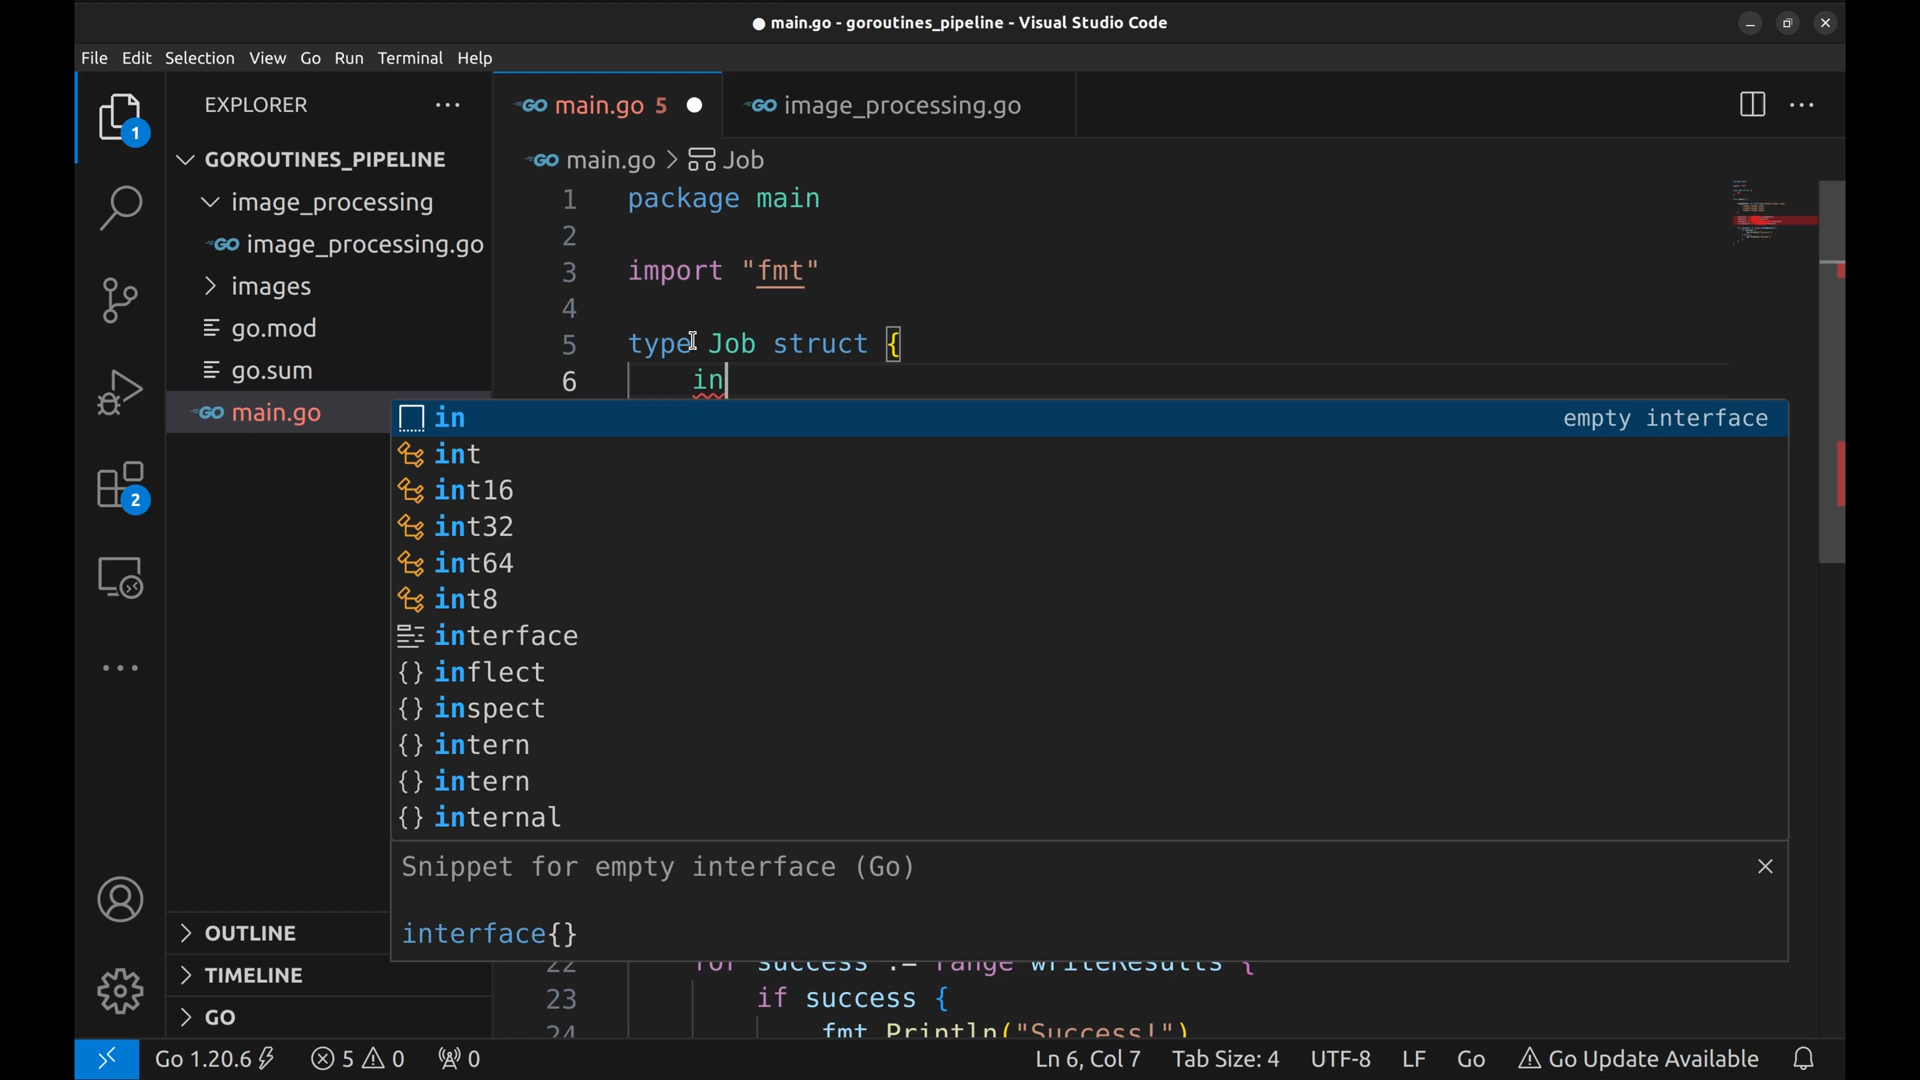 main.go - goroutines_pipeline - Visual Studio Code
File Edit Selection View Go Run Terminal Help
EXPLORER
GO main.go 5
GO image_processing.go
1
GOROUTINES_PIPELINE
image_processing
GO image_processing.go
images
go.mod
go.sum
GO main.go
2
GO main.go > Job
1 package main
2
3 import "fmt"
4
5 type Job struct {
6 in
in empty interface
int
int16
int32
int64
int8
interface
{} inflect
{} inspect
{} intern
{} intern
{} internal
Snippet for empty interface (Go)
interface{}
22 for success := range writeResults {
23 if success {
24 fmt.Println("Success!")
OUTLINE
TIMELINE
GO
Go 1.20.6 5 0 0 Ln 6, Col 7 Tab Size: 4 UTF-8 LF Go Go Update Available